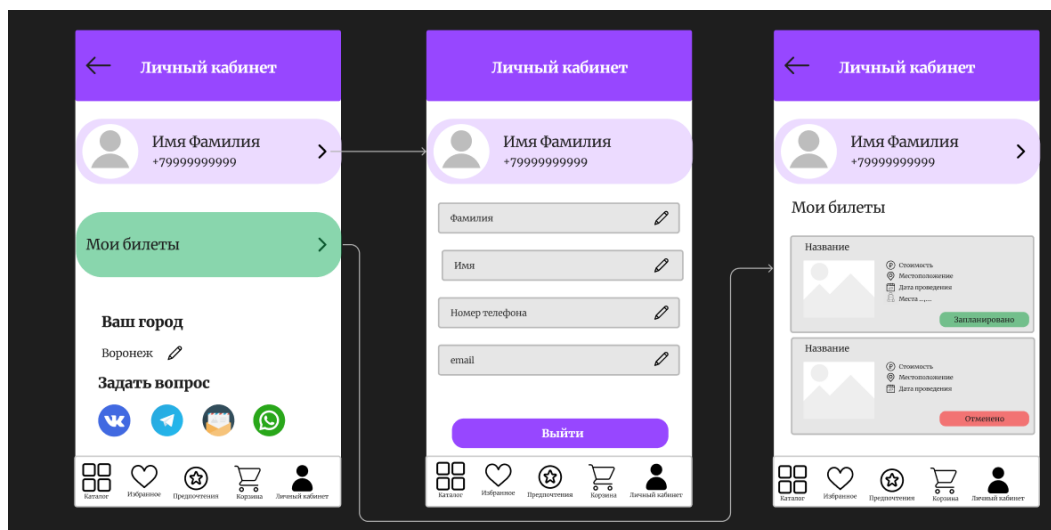 Личный кабинет
Имя Фамилия
+79999999999
Мои билеты
Ваш город
Воронеж
Задать вопрос
Каталог
Избранное
Предпочтения
Корзина
Личный кабинет
Личный кабинет
Имя Фамилия
+79999999999
Фамилия
Имя
Номер телефона
email
Выйти
Каталог
Избранное
Предпочтения
Корзина
Личный кабинет
Личный кабинет
Имя Фамилия
+79999999999
Мои билеты
Название
Стоимость
Местоположение
Дата проведения
Места ...,....
Запланировано
Название
Стоимость
Местоположение
Дата проведения
Отменено
Каталог
Избранное
Предпочтения
Корзина
Личный кабинет